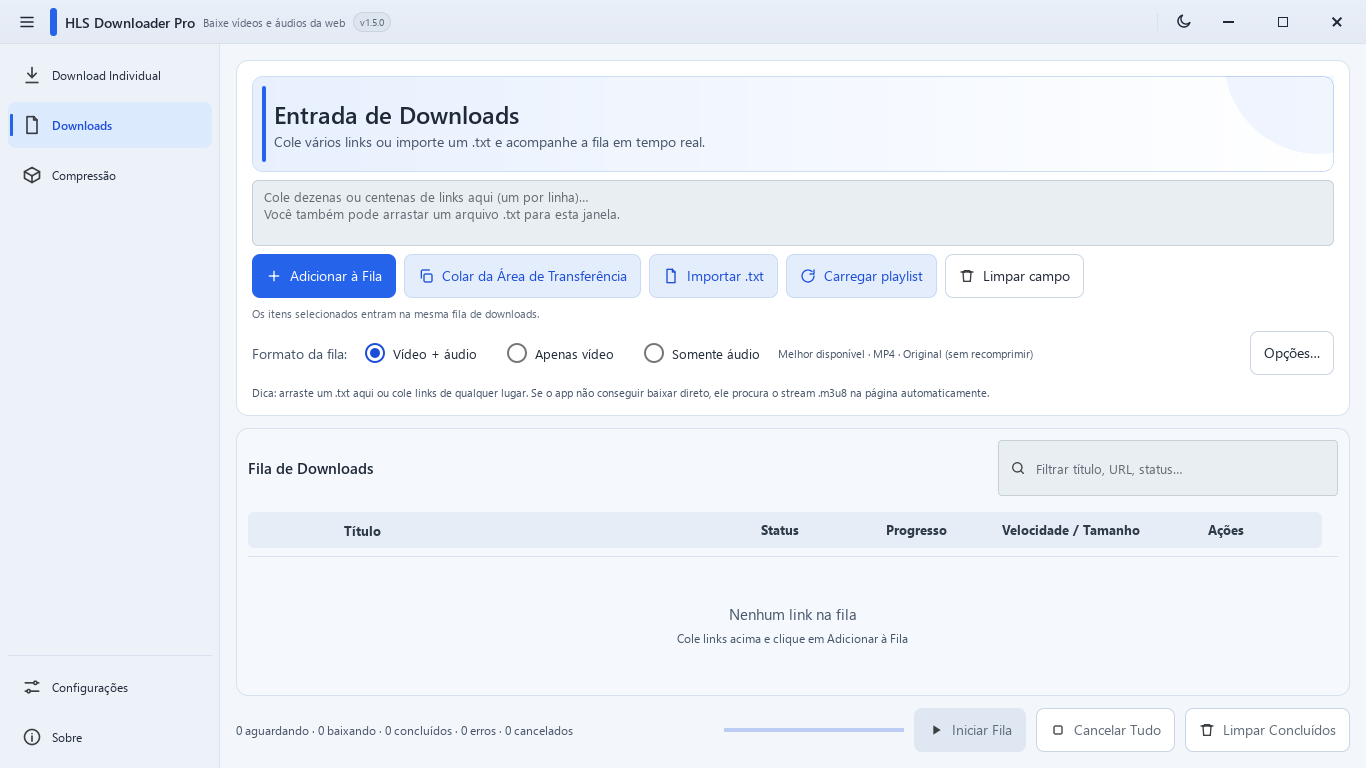 HLS Downloader Pro Baixe vídeos e áudios da web v1.5.0
Download Individual
Downloads
Compressão
Configurações
Sobre
Entrada de Downloads
Cole vários links ou importe um .txt e acompanhe a fila em tempo real.
Cole dezenas ou centenas de links aqui (um por linha)...
Você também pode arrastar um arquivo .txt para esta janela.
Adicionar à Fila Colar da Área de Transferência Importar .txt Carregar playlist Limpar campo
Os itens selecionados entram na mesma fila de downloads.
Formato da fila: Vídeo + áudio Apenas vídeo Somente áudio Melhor disponível · MP4 · Original (sem recomprimir) Opções...
Dica: arraste um .txt aqui ou cole links de qualquer lugar. Se o app não conseguir baixar direto, ele procura o stream .m3u8 na página automaticamente.
Fila de Downloads Filtrar título, URL, status...
Título Status Progresso Velocidade / Tamanho Ações
Nenhum link na fila
Cole links acima e clique em Adicionar à Fila
0 aguardando · 0 baixando · 0 concluídos · 0 erros · 0 cancelados Iniciar Fila Cancelar Tudo Limpar Concluídos